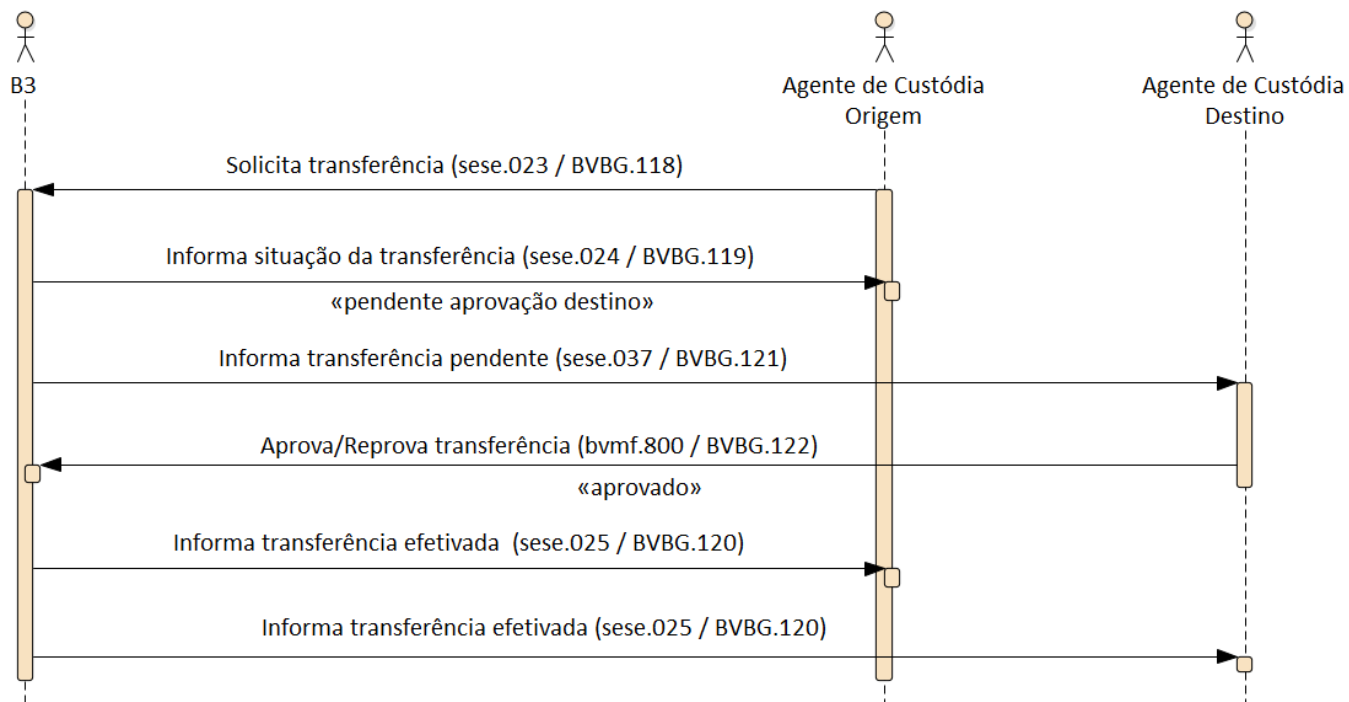 B3
Agente de Custódia
Origem
Agente de Custódia
Destino
Solicita transferência (sese.023 / BVBG.118)
Informa situação da transferência (sese.024 / BVBG.119)
«pendente aprovação destino»
Informa transferência pendente (sese.037 / BVBG.121)
Aprova/Reprova transferência (bvmf.800 / BVBG.122)
«aprovado»
Informa transferência efetivada (sese.025 / BVBG.120)
Informa transferência efetivada (sese.025 / BVBG.120)